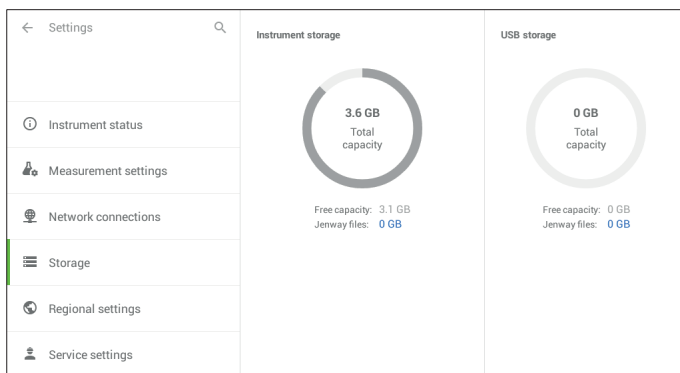 Settings
Instrument status
Measurement settings
Network connections
Storage
Regional settings
Service settings
Instrument storage
3.6 GB
Total
capacity
Free capacity: 3.1 GB
Jenway files: 0 GB
USB storage
0 GB
Total
capacity
Free capacity: 0 GB
Jenway files: 0 GB